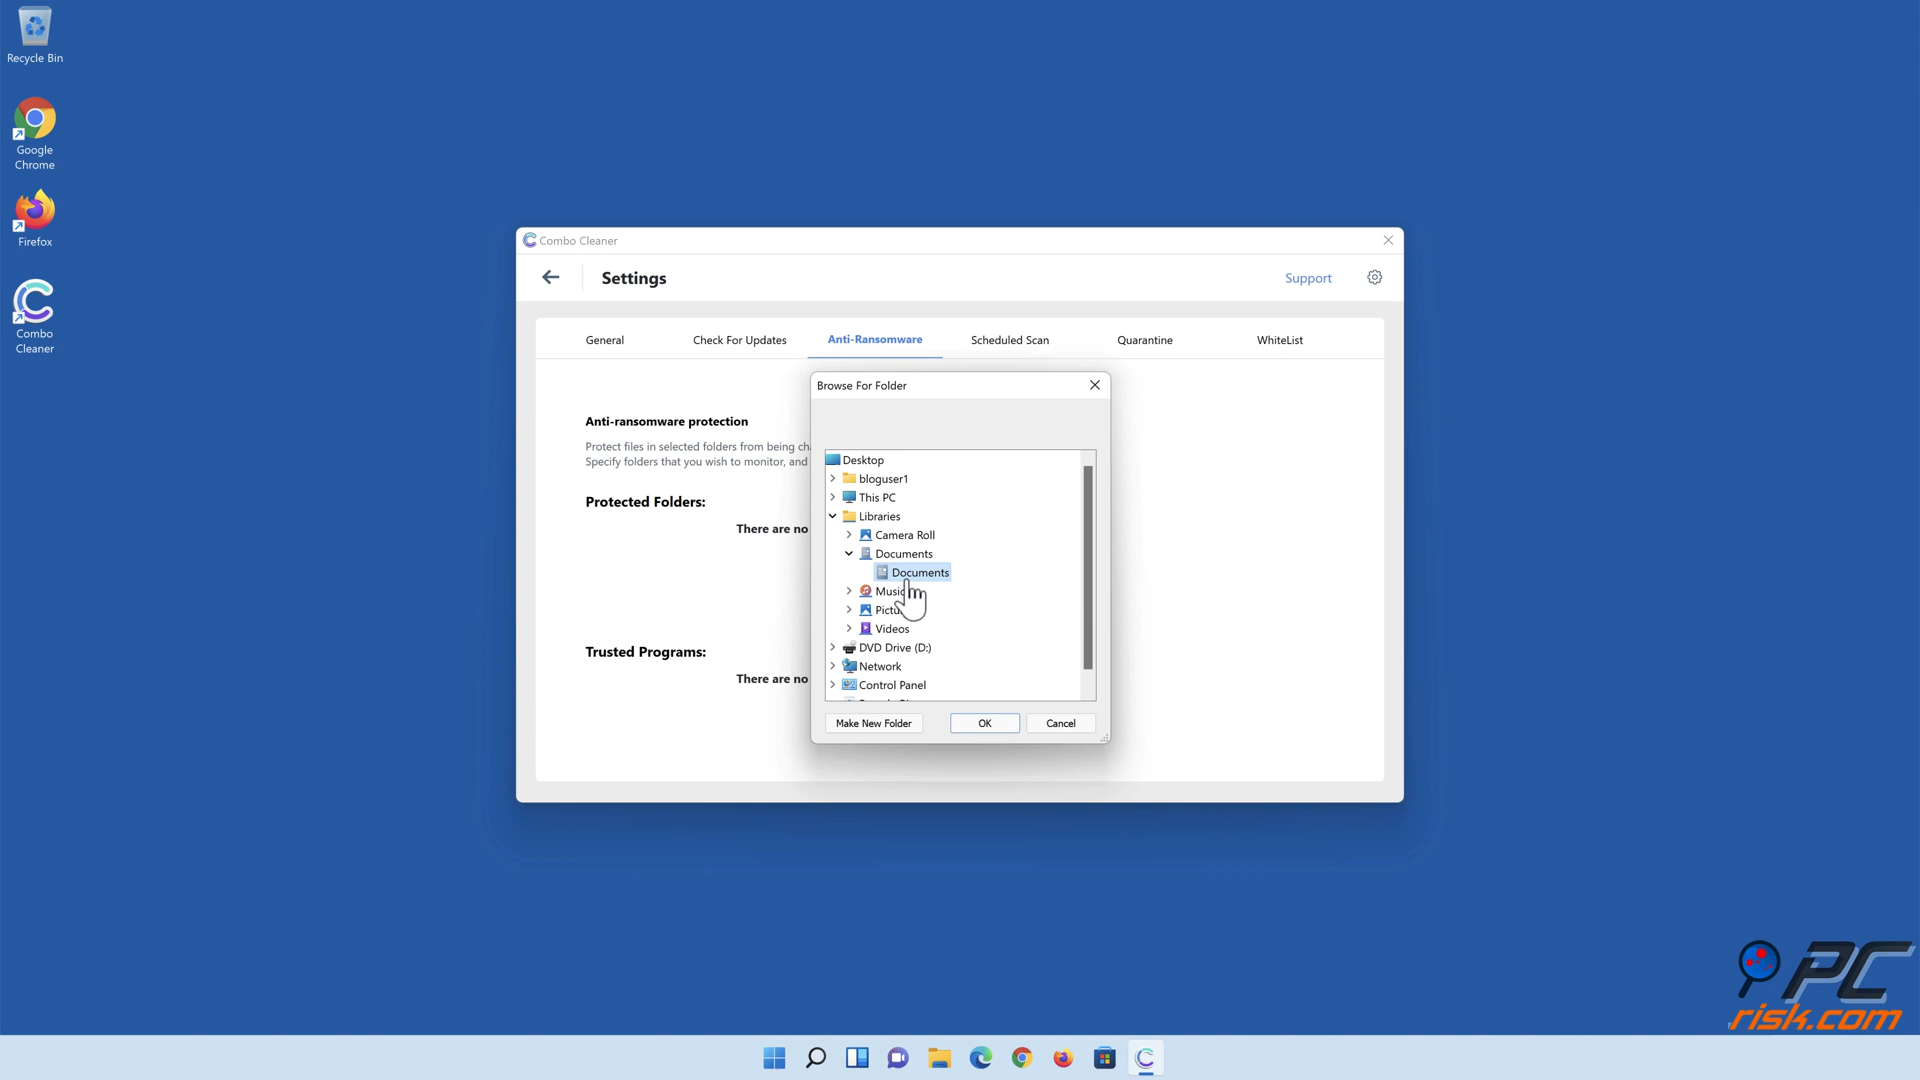 Recycle Bin
Google
Chrome
Firefox
Combo
Cleaner
Combo Cleaner
Settings
Support
General
Check For Updates
Anti-Ransomware
Scheduled Scan
Quarantine
WhiteList
Anti-ransomware protection
Protect files in selected folders from being
Specify folders that you wish to monitor, and
Protected Folders:
There are no
Trusted Programs:
There are no
Browse For Folder
Desktop
bloguser1
This PC
Libraries
Camera Roll
Documents
Documents
Music
Videos
DVD Drive (D:)
Network
Control Panel
Make New Folder
OK
Cancel
PC
risk.com